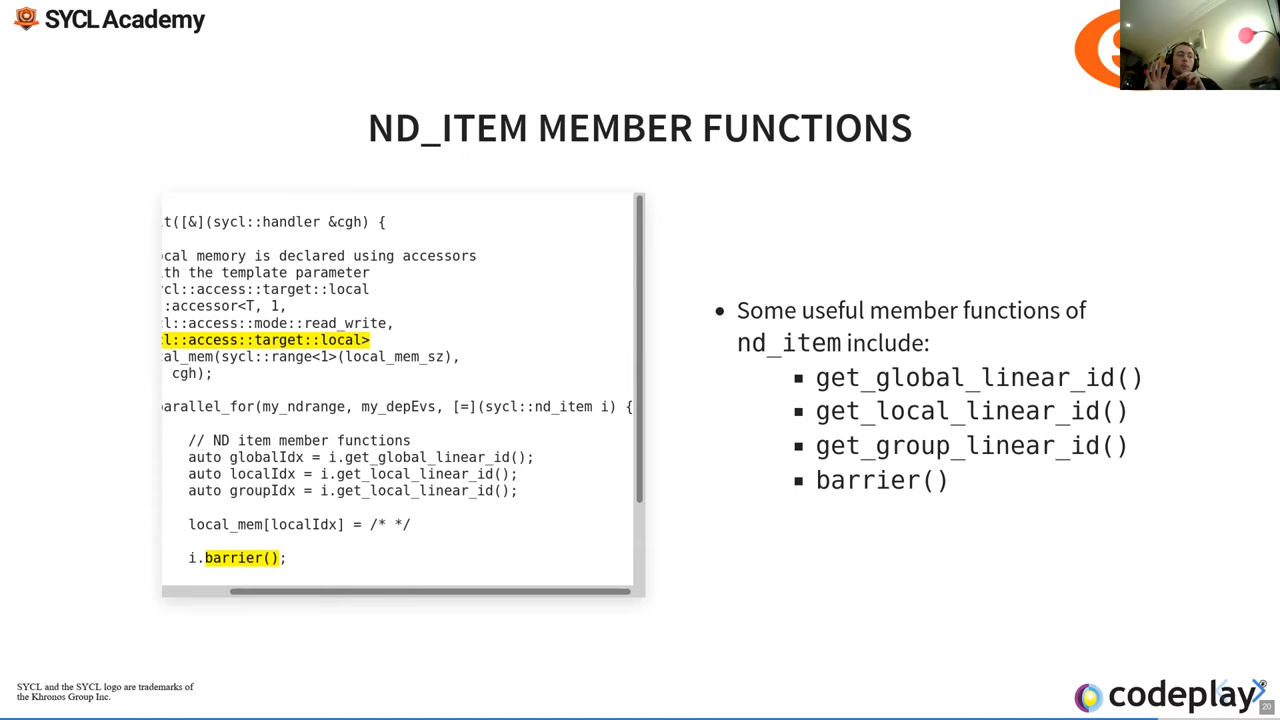 SYCL Academy
ND_ITEM MEMBER FUNCTIONS
t([&](sycl::handler &cgh) {
cal memory is declared using accessors
th the template parameter
cl::access::target::local
:accessor<T, 1,
l::access::mode::read_write,
l::access::target::local>
al_mem(sycl::range<1>(local_mem_sz),
cgh);
parallel_for(my_ndrange, my_depEvs, [=](sycl::nd_item i) {
// ND item member functions
auto globalIdx = i.get_global_linear_id();
auto localIdx = i.get_local_linear_id();
auto groupIdx = i.get_local_linear_id();
local_mem[localIdx] = /* */
i.barrier();
• Some useful member functions of
nd_item include:
▪ get_global_linear_id()
▪ get_local_linear_id()
▪ get_group_linear_id()
▪ barrier()
SYCL and the SYCL logo are trademarks of
the Khronos Group Inc.
codeplay
20